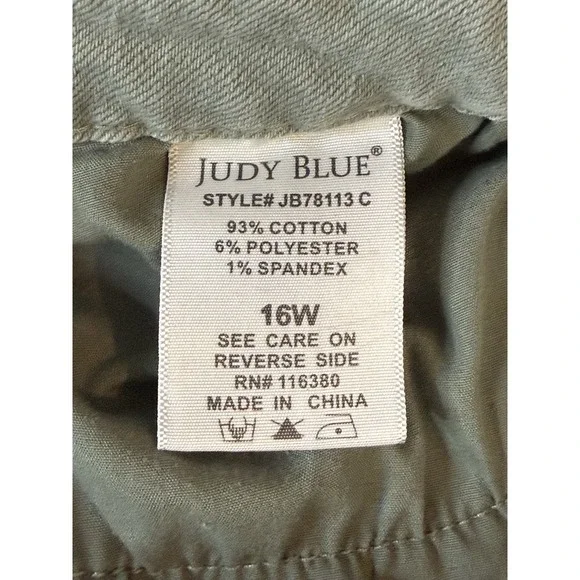 JUDY BLUE®
STYLE# JB78113 C
93% COTTON
6% POLYESTER
1% SPANDEX
16W
SEE CARE ON
REVERSE SIDE
RN# 116380
MADE IN CHINA